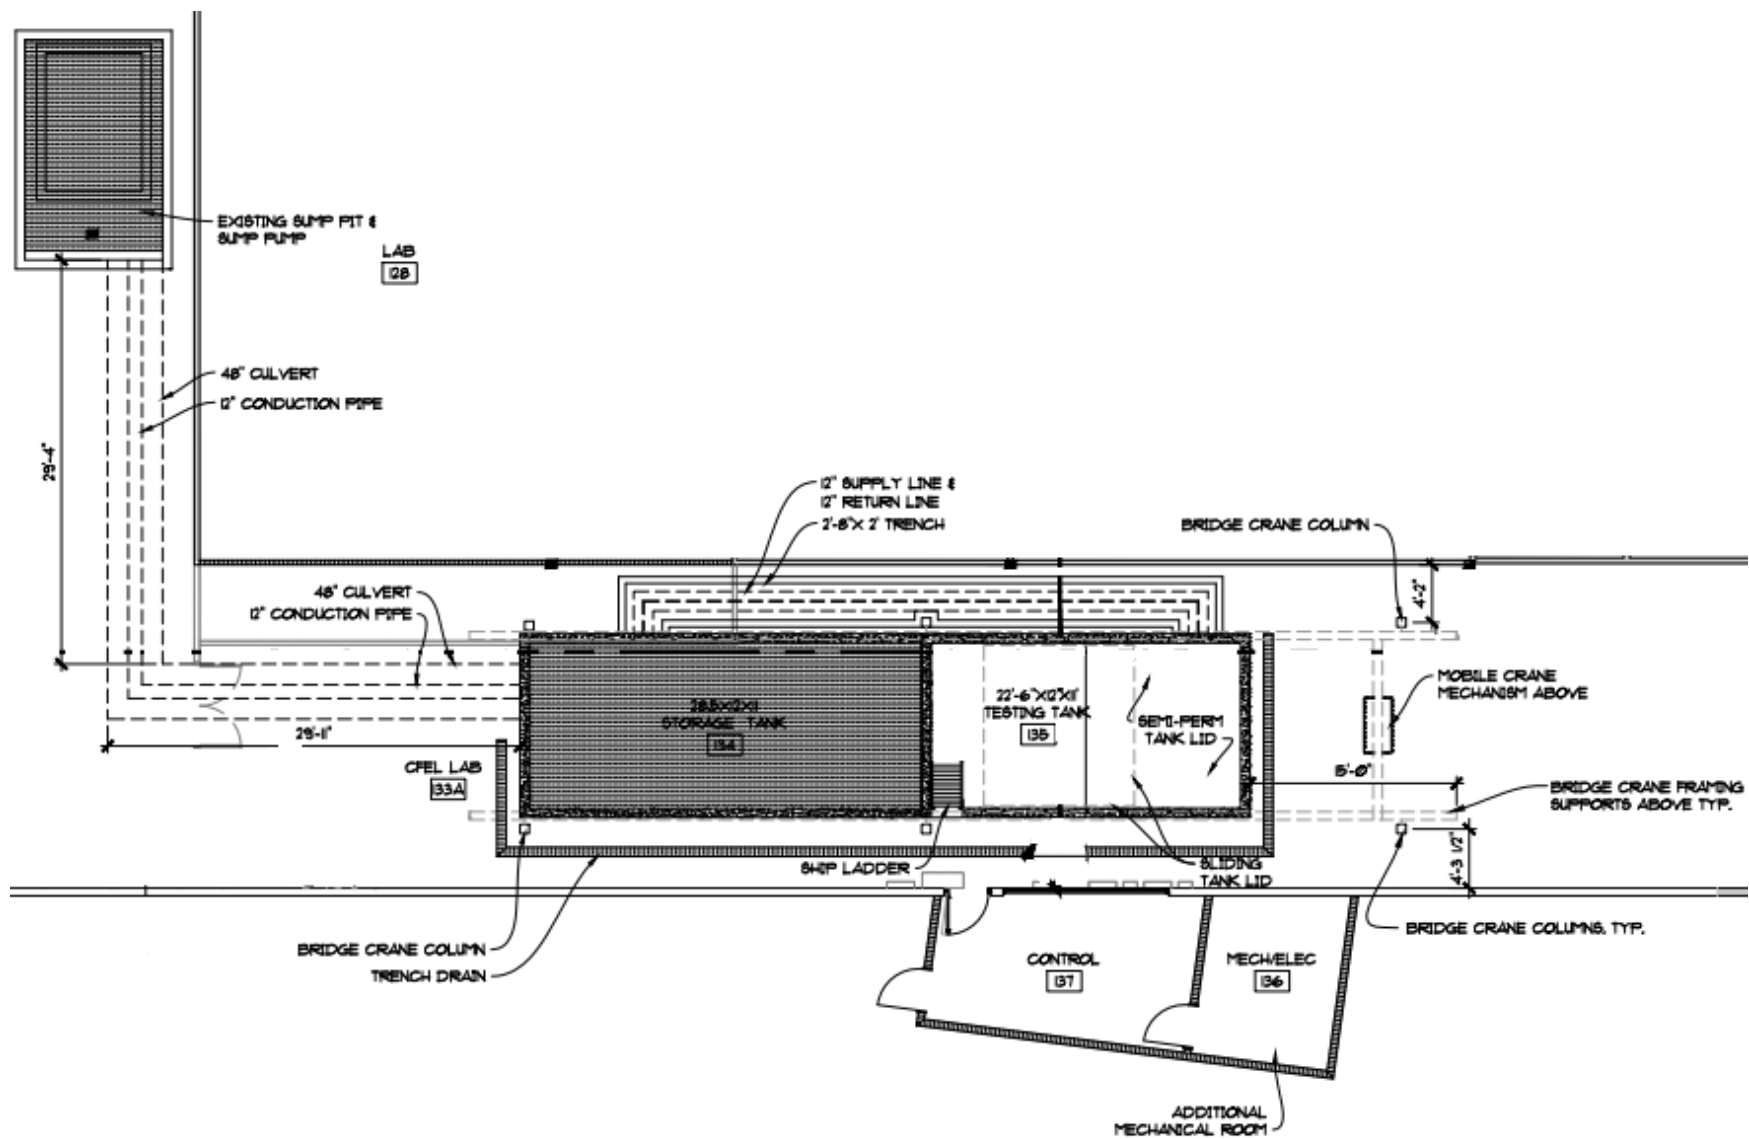 EXISTING SUMP PIT &
SUMP PUMP
LAB
128
48" CULVERT
12" CONDUCTION PIPE
29'-4"
12" SUPPLY LINE &
12" RETURN LINE
2'-8"X 2' TRENCH
BRIDGE CRANE COLUMN
4'-2"
48" CULVERT
12" CONDUCTION PIPE
MOBILE CRANE
MECHANISM ABOVE
28.5X12X11
STORAGE TANK
134
22'-6"X12'X11'
TESTING TANK
135
SEMI-PERM
TANK LID
29'-11"
CFEL LAB
133A
15'-0"
BRIDGE CRANE FRAMING
SUPPORTS ABOVE TYP.
4'-3 1/2"
SHIP LADDER
SLIDING
TANK LID
BRIDGE CRANE COLUMN
TRENCH DRAIN
BRIDGE CRANE COLUMNS. TYP.
CONTROL
137
MECH/ELEC
136
ADDITIONAL
MECHANICAL ROOM